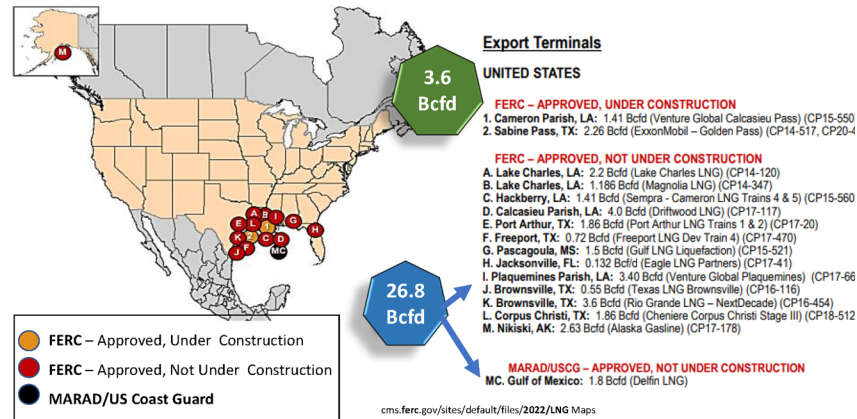 Export Terminals
UNITED STATES
FERC – APPROVED, UNDER CONSTRUCTION
1. Cameron Parish, LA: 1.41 Bcfd (Venture Global Calcasieu Pass) (CP15-550)
2. Sabine Pass, TX: 2.26 Bcfd (ExxonMobil – Golden Pass) (CP14-517, CP20-4
FERC – APPROVED, NOT UNDER CONSTRUCTION
A. Lake Charles, LA: 2.2 Bcfd (Lake Charles LNG) (CP14-120)
B. Lake Charles, LA: 1.186 Bcfd (Magnolia LNG) (CP14-347)
C. Hackberry, LA: 1.41 Bcfd (Sempra - Cameron LNG Trains 4 & 5) (CP15-560
D. Calcasieu Parish, LA: 4.0 Bcfd (Driftwood LNG) (CP17-117)
E. Port Arthur, TX: 1.86 Bcfd (Port Arthur LNG Trains 1 & 2) (CP17-20)
F. Freeport, TX: 0.72 Bcfd (Freeport LNG Dev Train 4) (CP17-470)
G. Pascagoula, MS: 1.5 Bcfd (Gulf LNG Liquefaction) (CP15-521)
H. Jacksonville, FL: 0.132 Bcfd (Eagle LNG Partners) (CP17-41)
I. Plaquemines Parish, LA: 3.40 Bcfd (Venture Global Plaquemines) (CP17-66
J. Brownsville, TX: 0.55 Bcfd (Texas LNG Brownsville) (CP16-116)
K. Brownsville, TX: 3.6 Bcfd (Rio Grande LNG – NextDecade) (CP16-454)
L. Corpus Christi, TX: 1.86 Bcfd (Cheniere Corpus Christi Stage III) (CP18-512
M. Nikiski, AK: 2.63 Bcfd (Alaska Gasline) (CP17-178)
MARAD/USCG – APPROVED, NOT UNDER CONSTRUCTION
MC. Gulf of Mexico: 1.8 Bcfd (Delfin LNG)
3.6
Bcfd
26.8
Bcfd
M
A
B
I
G
H
E
L
1
K
2
C
D
J
F
MC
FERC – Approved, Under Construction
FERC – Approved, Not Under Construction
MARAD/US Coast Guard
cms.ferc.gov/sites/default/files/2022/LNG Maps